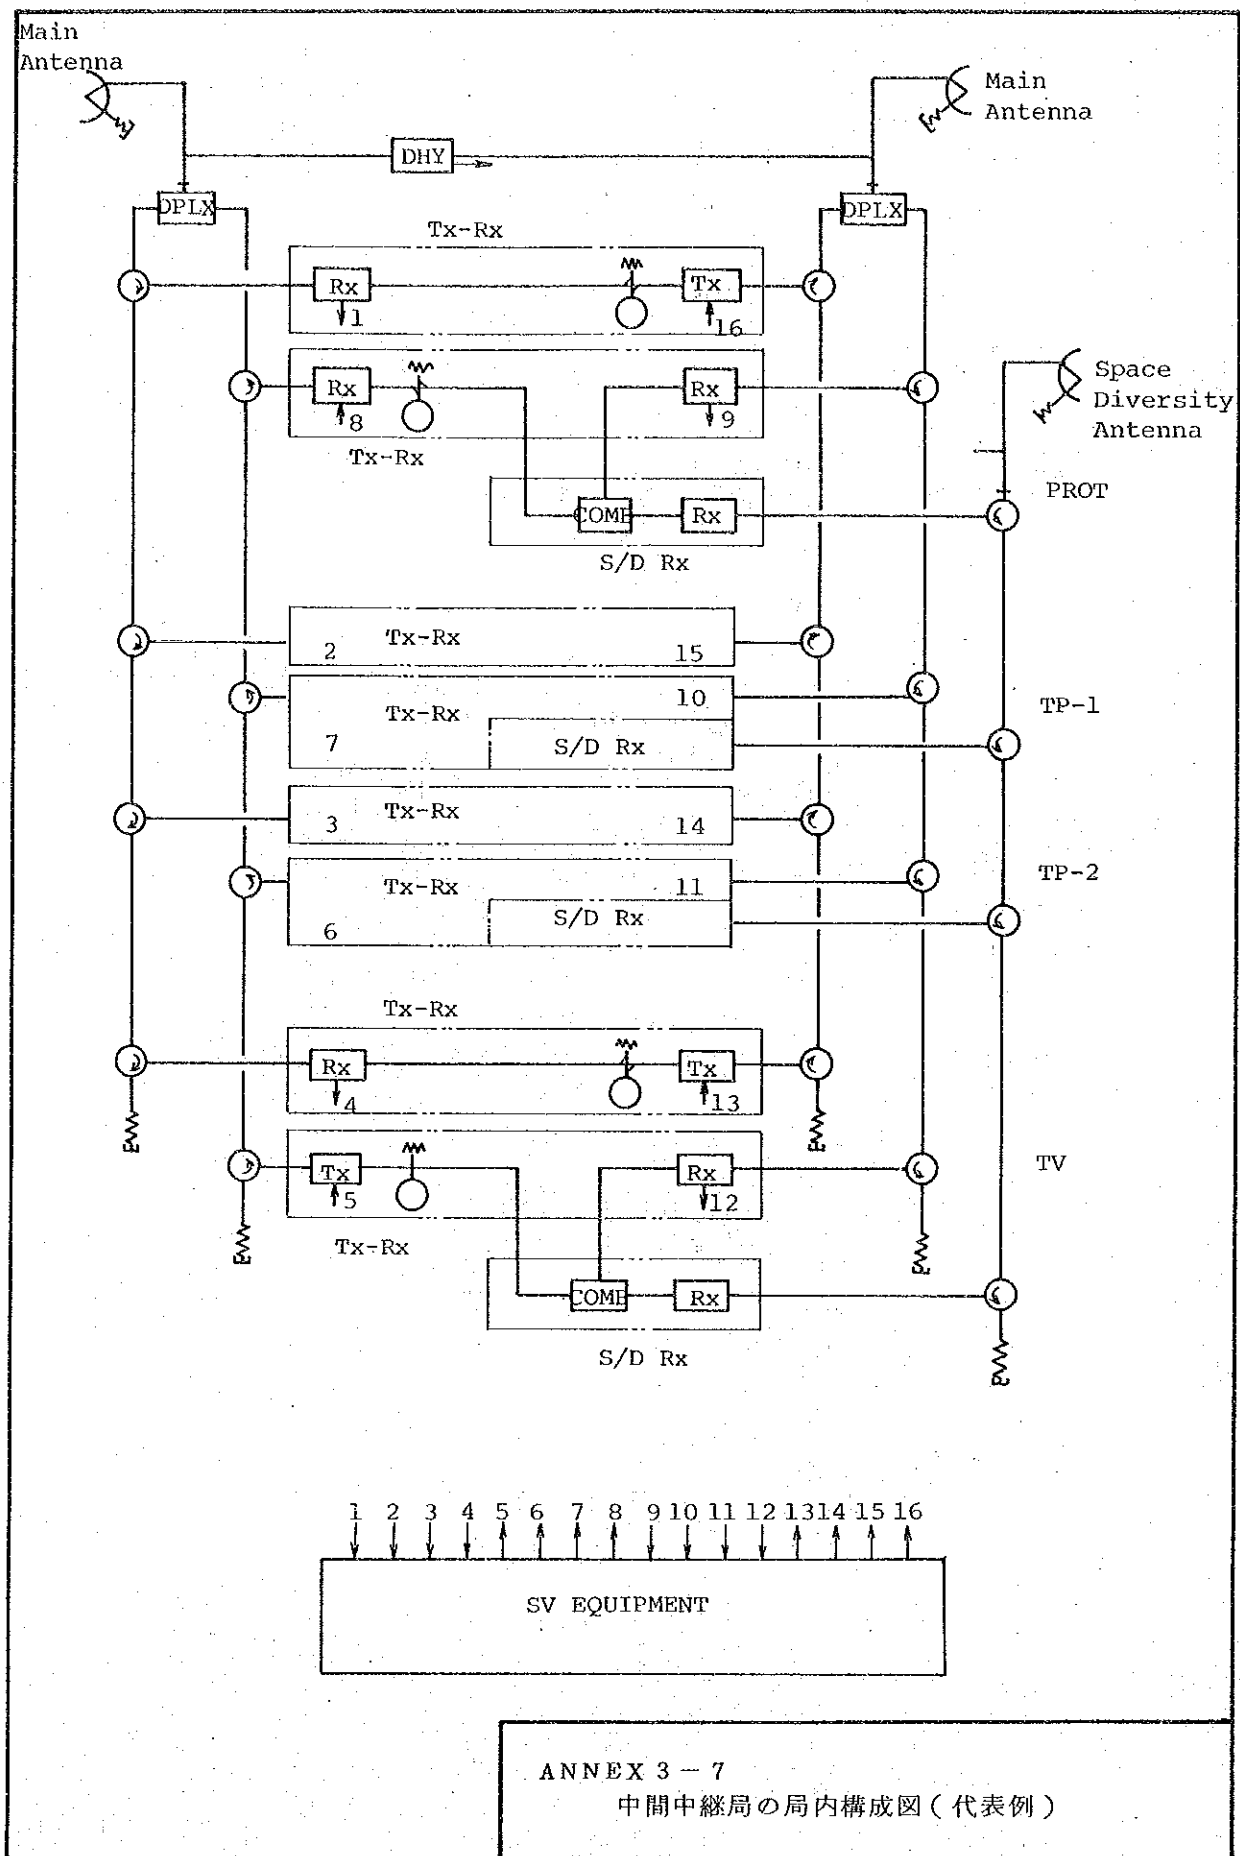 Main
Antenna
Main
Antenna
DHY
DPLX
DPLX
Tx-Rx
Rx
Tx
1
16
Space
Diversity
Antenna
Rx
Rx
8
9
Tx-Rx
PROT
COMB
Rx
S/D Rx
2
Tx-Rx
15
10
Tx-Rx
7
S/D Rx
TP-1
3
Tx-Rx
14
Tx-Rx
11
TP-2
6
S/D Rx
Tx-Rx
Rx
Tx
4
13
Tx
Rx
TV
5
12
Tx-Rx
COMB
Rx
S/D Rx
1 2 3 4 5 6 7 8 9 10 11 12 13 14 15 16
SV EQUIPMENT
ANNEX 3-7
中間中継局の局内構成図(代表例)